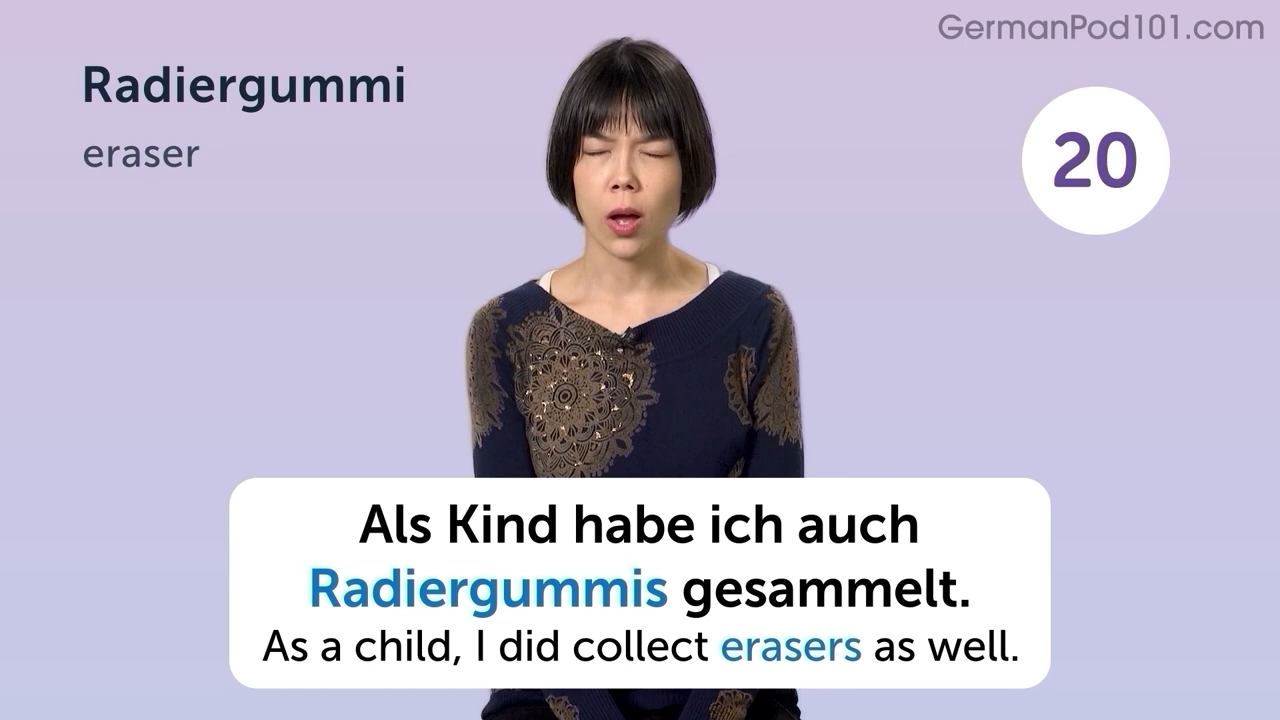 GermanPod101.com
Radiergummi
eraser
20
Als Kind habe ich auch
Radiergummis gesammelt.
As a child, I did collect erasers as well.